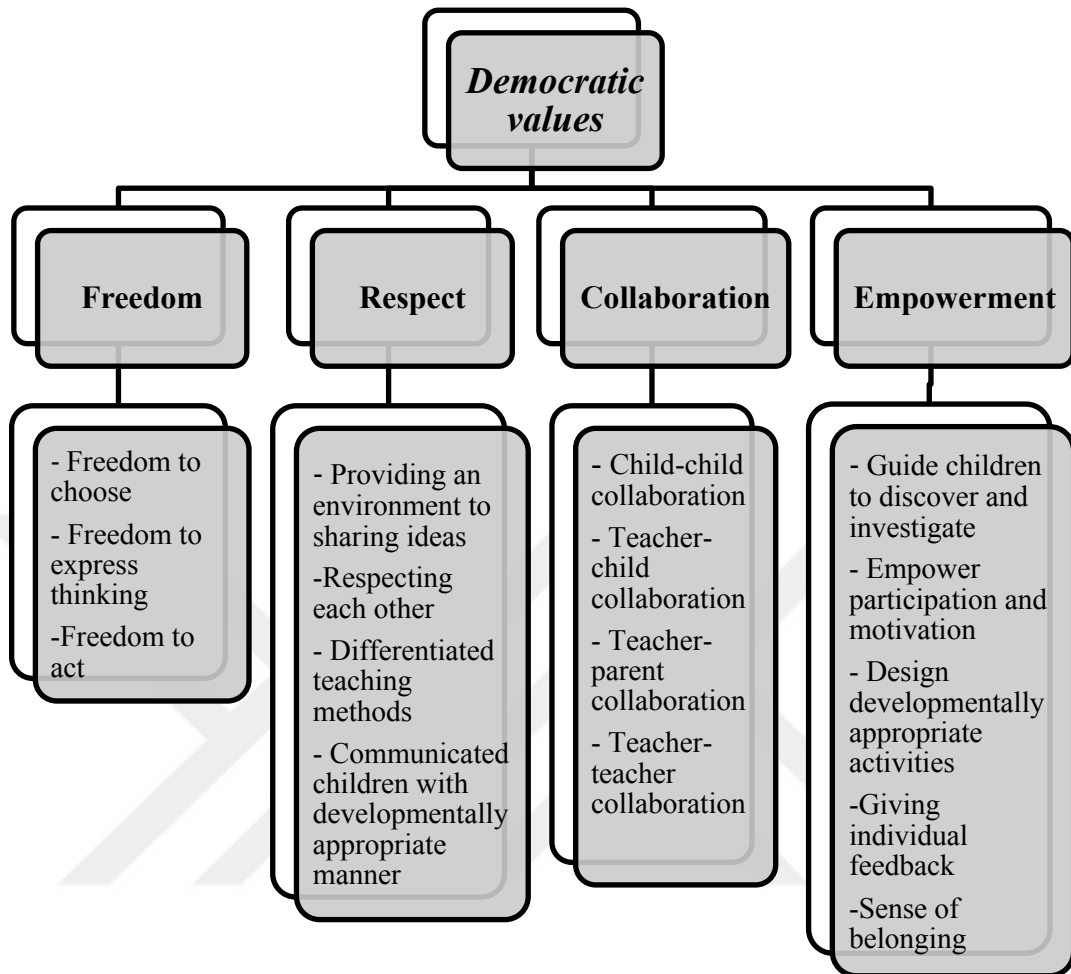 Democratic
values
Freedom
Respect
Collaboration
Empowerment
- Freedom to
choose
- Freedom to
express
thinking
-Freedom to
act
- Providing an
environment to
sharing ideas
-Respecting
each other
- Differentiated
teaching
methods
- Communicated
children with
developmentally
appropriate
manner
- Child-child
collaboration
- Teacher-
child
collaboration
- Teacher-
parent
collaboration
- Teacher-
teacher
collaboration
- Guide children
to discover and
investigate
- Empower
participation and
motivation
- Design
developmentally
appropriate
activities
-Giving
individual
feedback
-Sense of
belonging